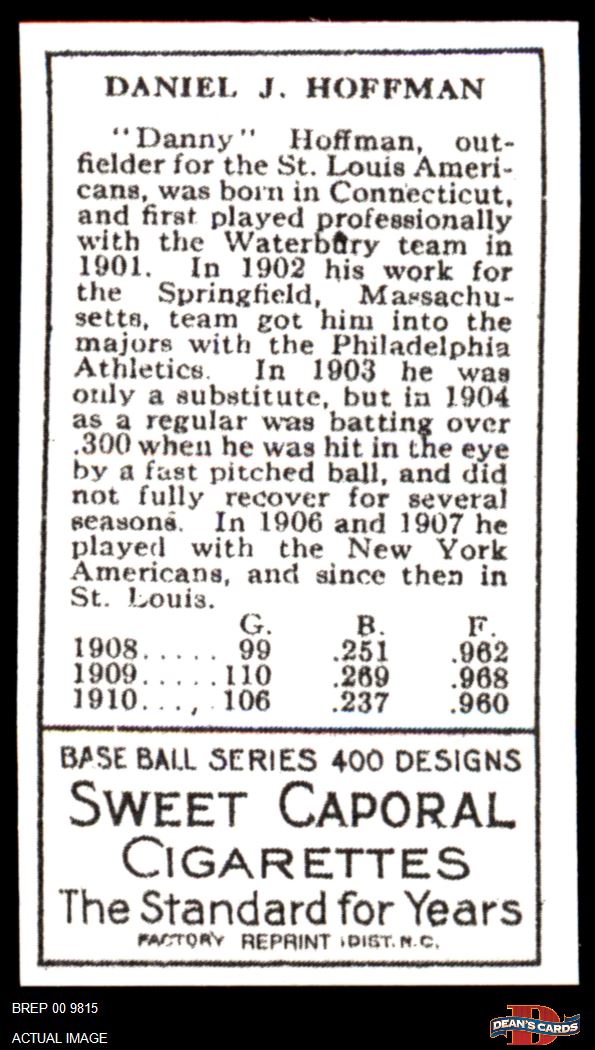 DANIEL J. HOFFMAN
"Danny" Hoffman, out-
fielder for the St. Louis Ameri-
cans, was born in Connecticut,
and first played professionally
with the Waterbury team in
1901. In 1902 his work for
the Springfield, Massachu-
setts, team got him into the
majors with the Philadelphia
Athletics. In 1903 he was
only a substitute, but in 1904
as a regular was batting over
.300 when he was hit in the eye
by a fast pitched ball, and did
not fully recover for several
seasons. In 1906 and 1907 he
played with the New York
Americans, and since then in
St. Louis.
G. B. F.
1908..... 99 .251 .962
1909.....110 .269 .968
1910..., . 106 .237 .960
BASE BALL SERIES 400 DESIGNS
SWEET CAPORAL
CIGARETTES
The Standard for Years
FACTORY REPRINT DIST. N.C.
BREP 00 9815
ACTUAL IMAGE
D
DEAN'S CARDS